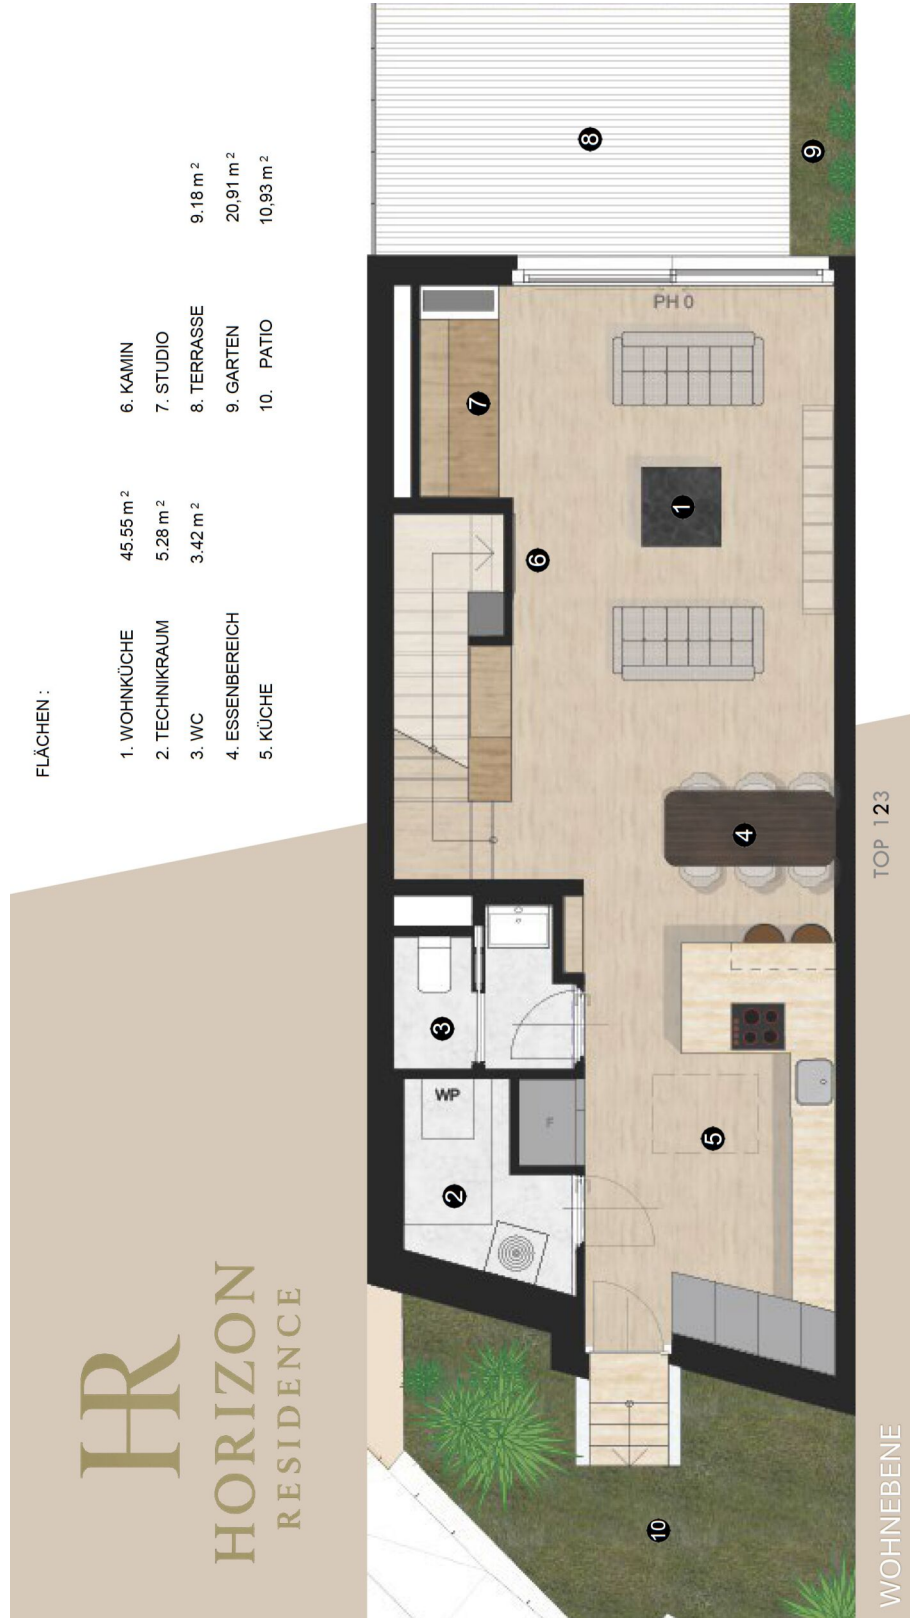 HR
HORIZON
RESIDENCE
FLÄCHEN :
1. WOHNKÜCHE 45.55 m²
2. TECHNIKRAUM 5.28 m²
3. WC 3.42 m²
4. ESSENBEREICH
5. KÜCHE
6. KAMIN
7. STUDIO
8. TERRASSE 9.18 m²
9. GARTEN 20,91 m²
10. PATIO 10,93 m²
WP
PH 0
1
2
3
4
5
6
7
8
9
10
WOHNEBENE
TOP 123